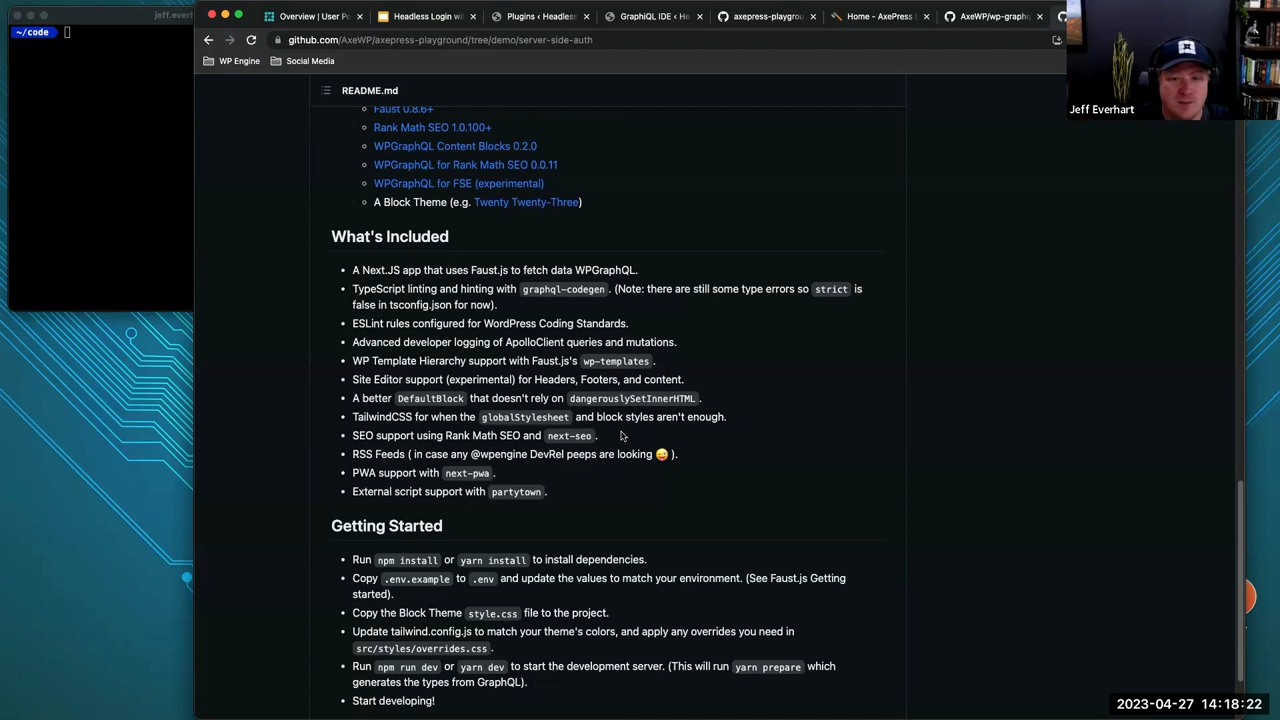 jeff.everh
~/code
Overview | User Po
Headless Login wi
Plugins < Headless
GraphiQL IDE < He
axepress-playgrou
Home – AxePress
AxeWP/wp-graphq
github.com/AxeWP/axepress-playground/tree/demo/server-side-auth
WP Engine
Social Media
Jeff Everhart
README.md
Faust 0.8.6+
Rank Math SEO 1.0.100+
WPGraphQL Content Blocks 0.2.0
WPGraphQL for Rank Math SEO 0.0.11
WPGraphQL for FSE (experimental)
A Block Theme (e.g. Twenty Twenty-Three)
What's Included
A Next.JS app that uses Faust.js to fetch data WPGraphQL.
TypeScript linting and hinting with graphql-codegen. (Note: there are still some type errors so strict is
false in tsconfig.json for now).
ESLint rules configured for WordPress Coding Standards.
Advanced developer logging of ApolloClient queries and mutations.
WP Template Hierarchy support with Faust.js's wp-templates.
Site Editor support (experimental) for Headers, Footers, and content.
A better DefaultBlock that doesn't rely on dangerouslySetInnerHTML.
TailwindCSS for when the globalStylesheet and block styles aren't enough.
SEO support using Rank Math SEO and next-seo.
RSS Feeds ( in case any @wpengine DevRel peeps are looking 😜 ).
PWA support with next-pwa.
External script support with partytown.
Getting Started
Run npm install or yarn install to install dependencies.
Copy .env.example to .env and update the values to match your environment. (See Faust.js Getting
started).
Copy the Block Theme style.css file to the project.
Update tailwind.config.js to match your theme's colors, and apply any overrides you need in
src/styles/overrides.css.
Run npm run dev or yarn dev to start the development server. (This will run yarn prepare which
generates the types from GraphQL).
Start developing!
2023-04-27 14:18:22